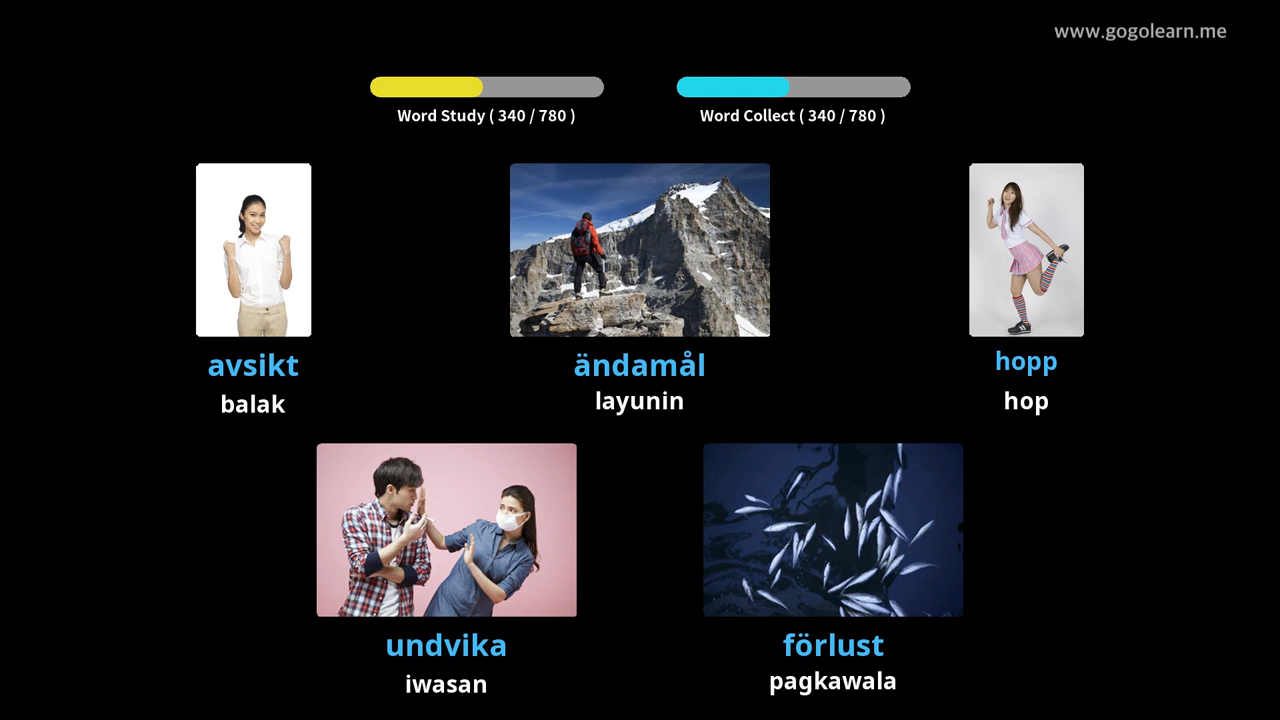 www.gogolearn.me
Word Study ( 340 / 780 )
Word Collect ( 340 / 780 )
avsikt
balak
ändamål
layunin
hopp
hop
undvika
iwasan
förlust
pagkawala